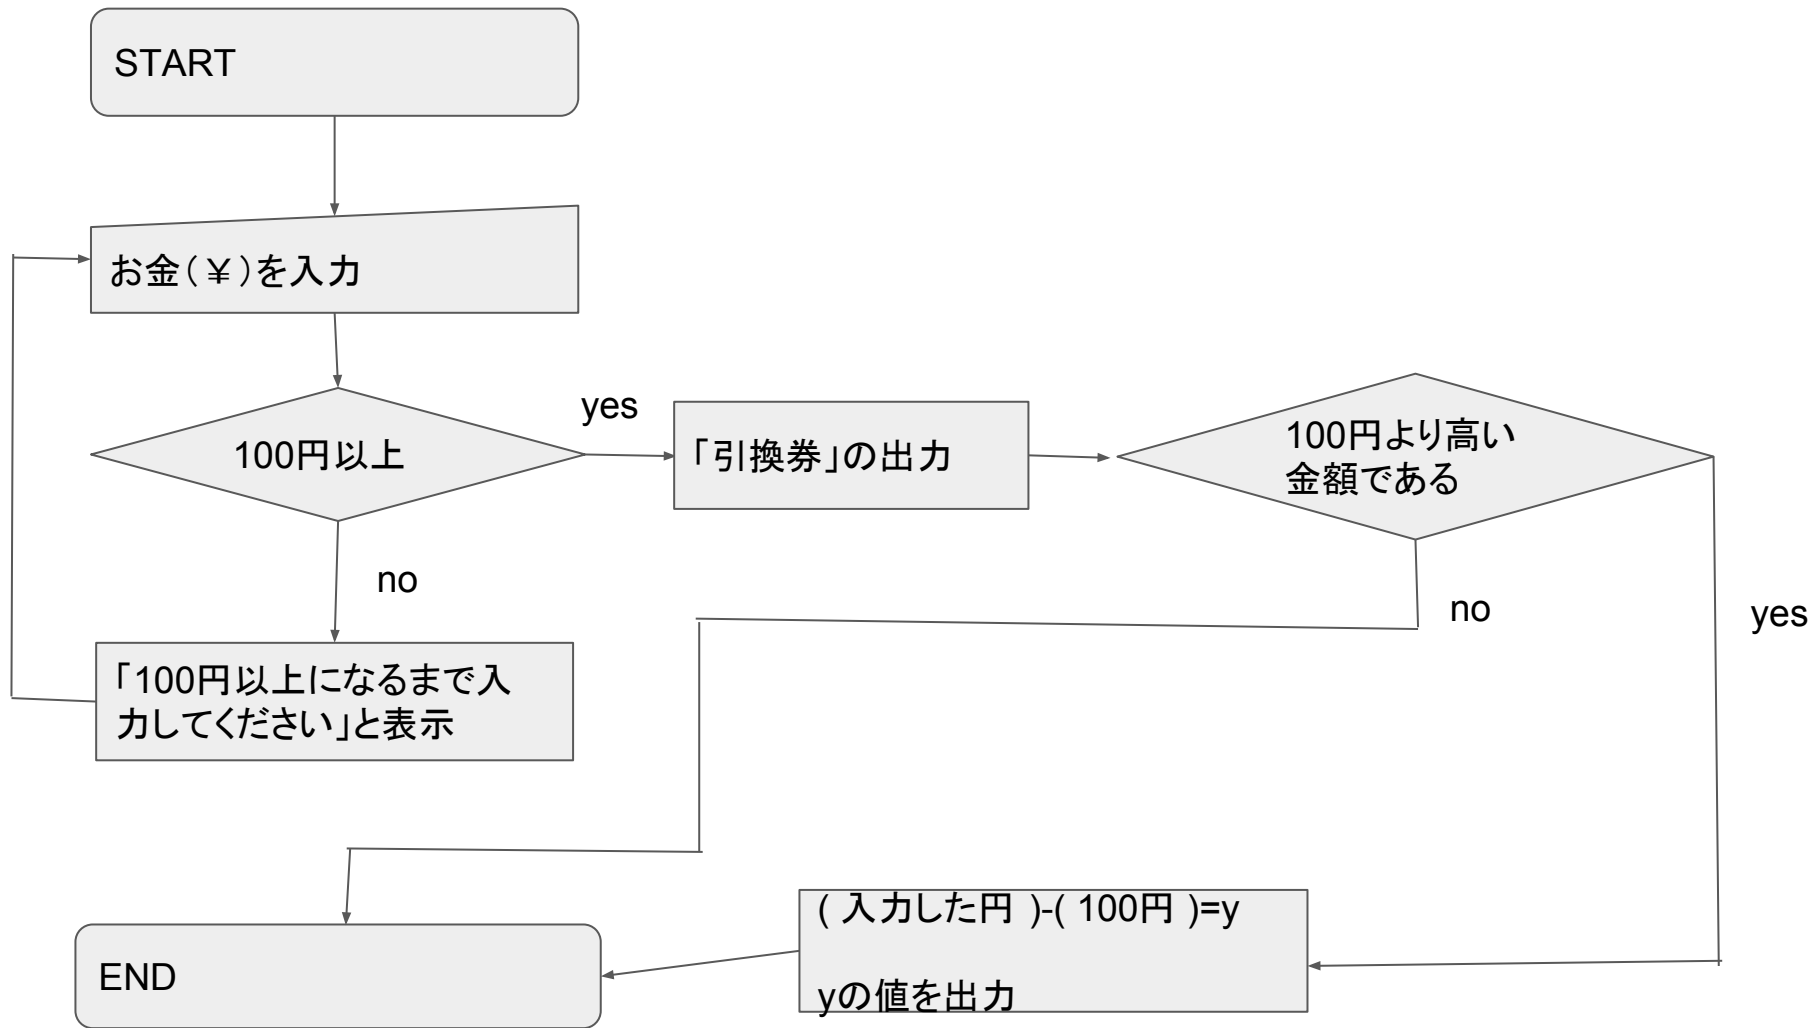 START
お金(￥)を入力
100円以上
yes
「引換券」の出力
100円より高い
金額である
no
no
yes
「100円以上になるまで入
力してください」と表示
( 入力した円 )-( 100円 )=y
yの値を出力
END